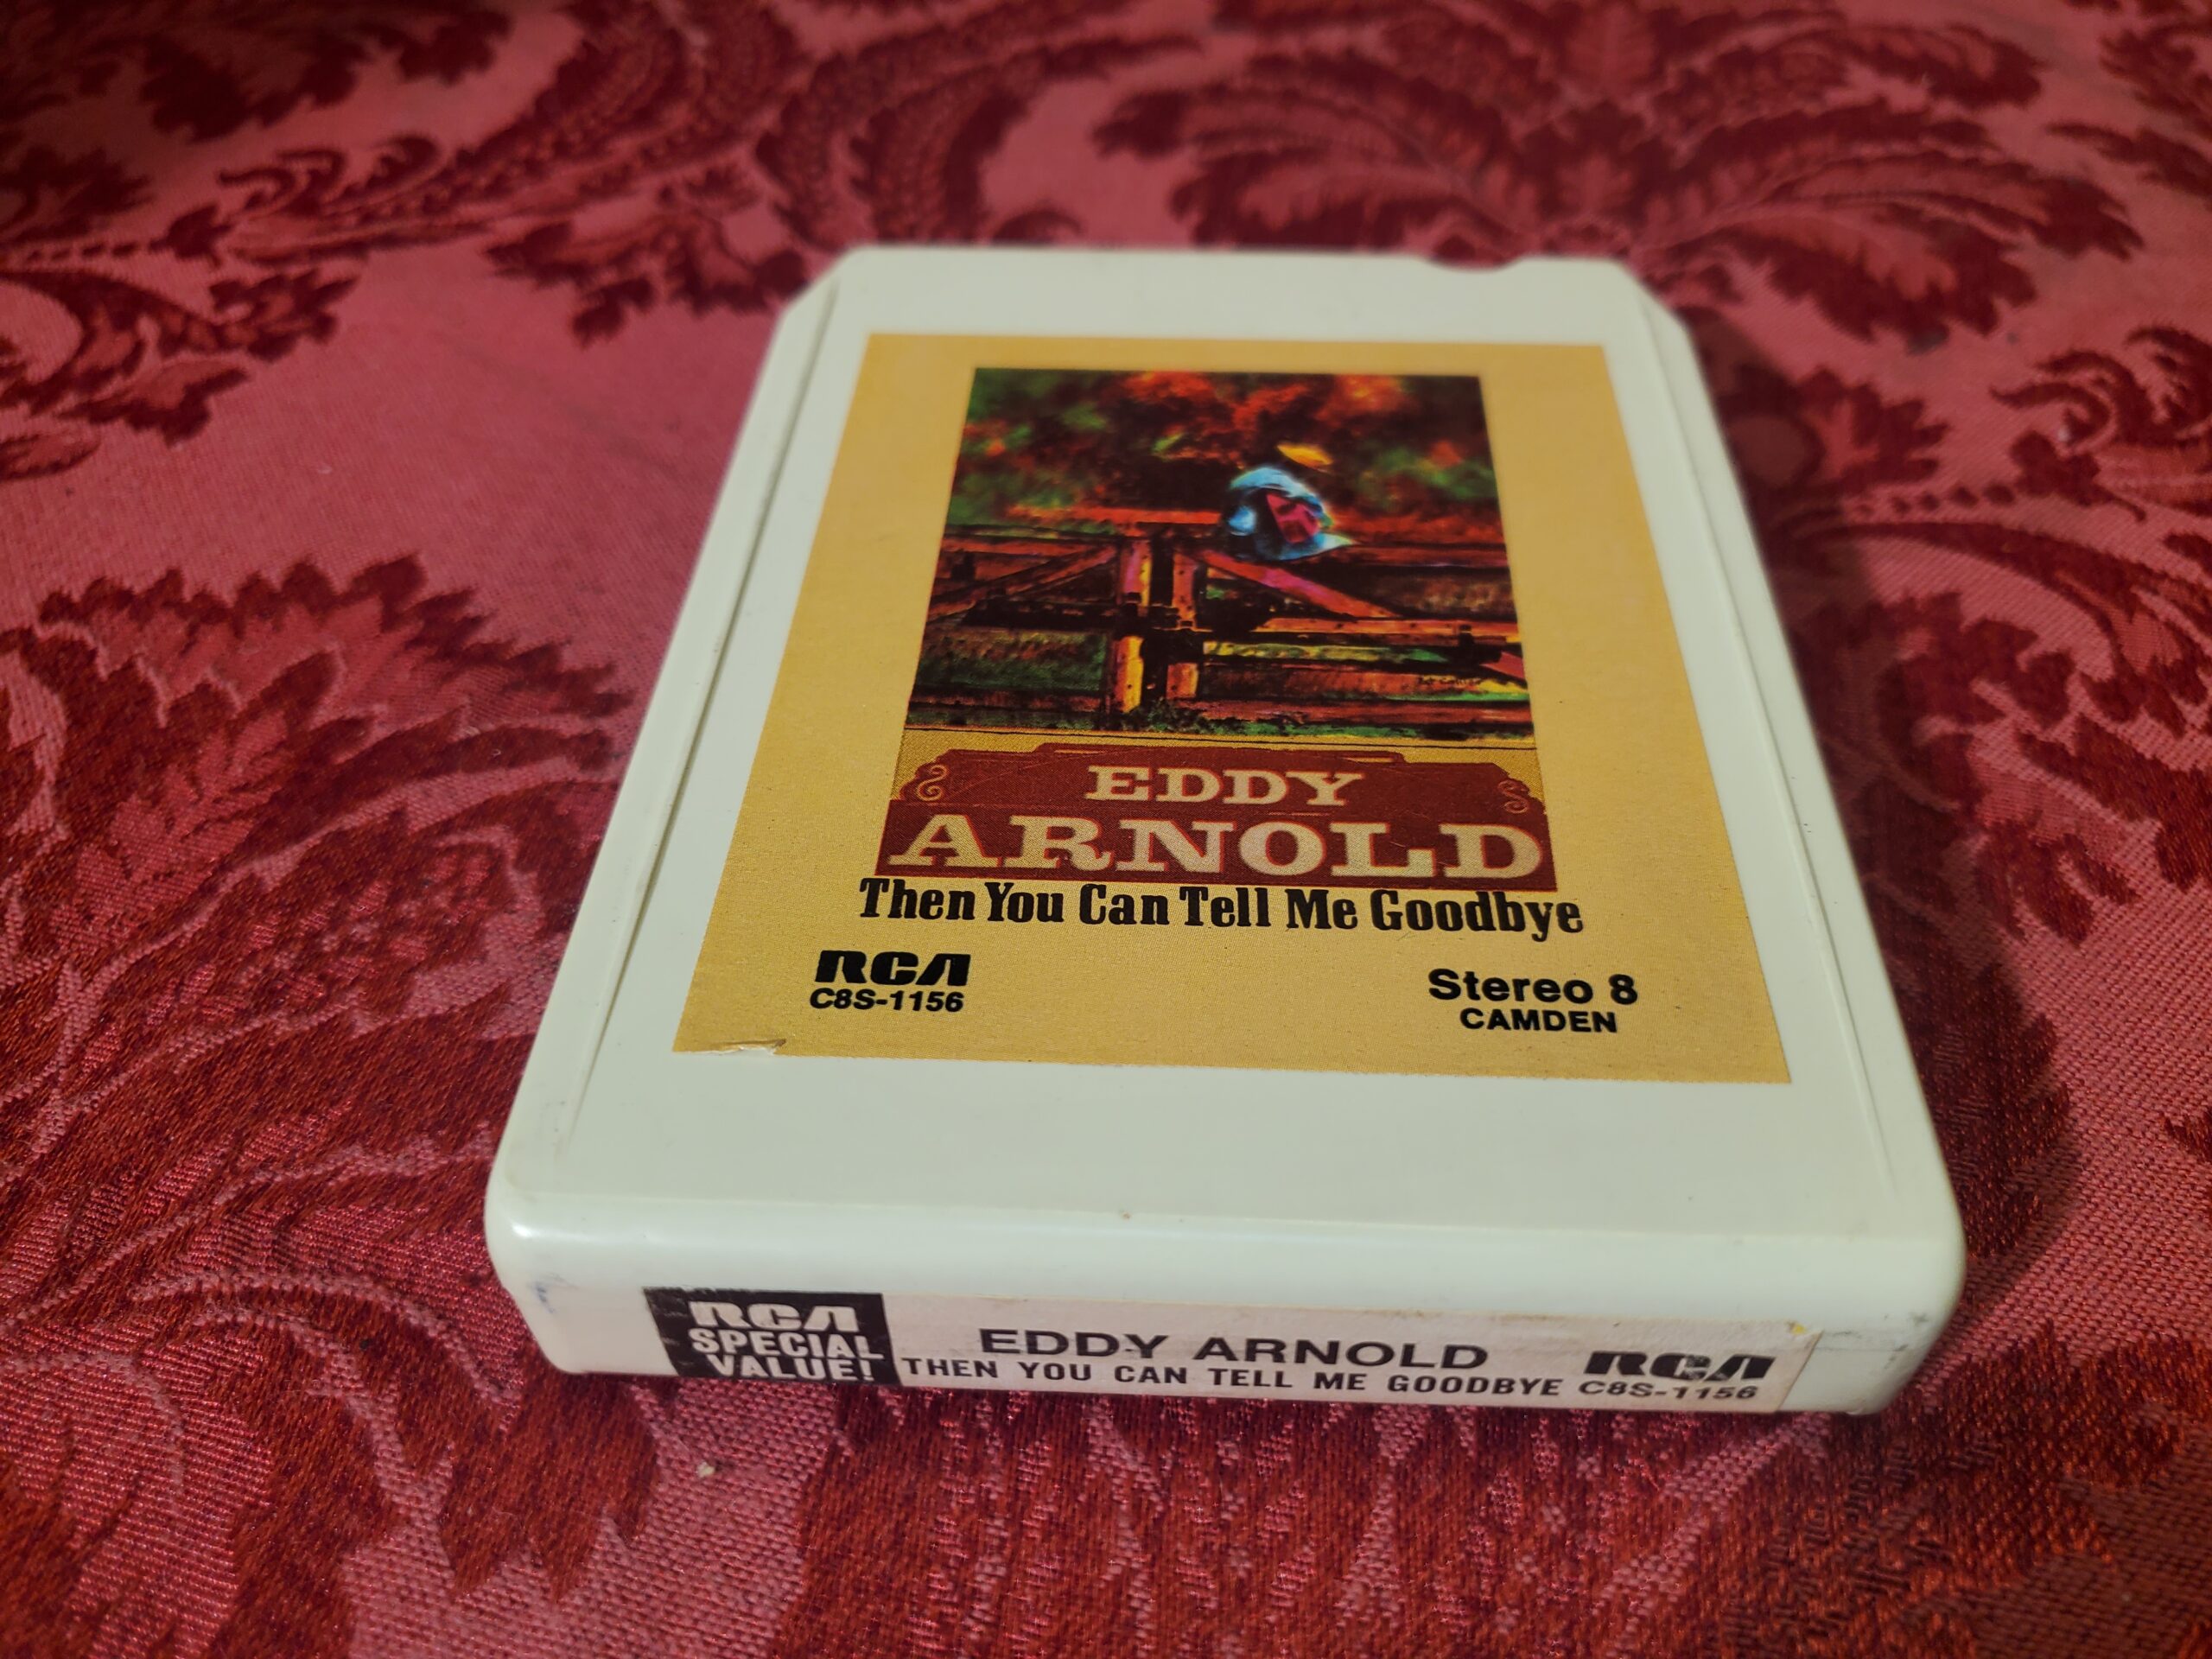 EDDY
ARNOLD
Then You Can Tell Me Goodbye
RCA
C8S-1156
Stereo 8
CAMDEN
RCA
SPECIAL
VALUE!
EDDY ARNOLD
THEN YOU CAN TELL ME GOODBYE
RCA
C8S-1156